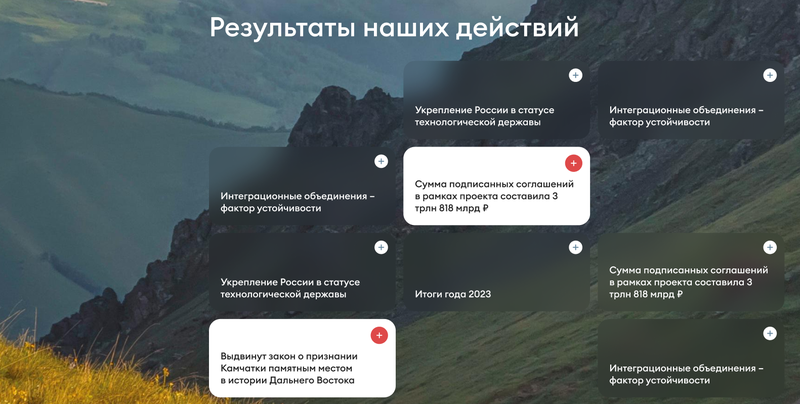 Результаты наших действий
Укрепление России в статусе
технологической державы
Интеграционные объединения –
фактор устойчивости
Интеграционные объединения –
фактор устойчивости
Сумма подписанных соглашений
в рамках проекта составила 3
трлн 818 млрд ₽
Укрепление России в статусе
технологической державы
Итоги года 2023
Сумма подписанных соглашений
в рамках проекта составила 3
трлн 818 млрд ₽
Выдвинут закон о признании
Камчатки памятным местом
в истории Дальнего Востока
Интеграционные объединения –
фактор устойчивости